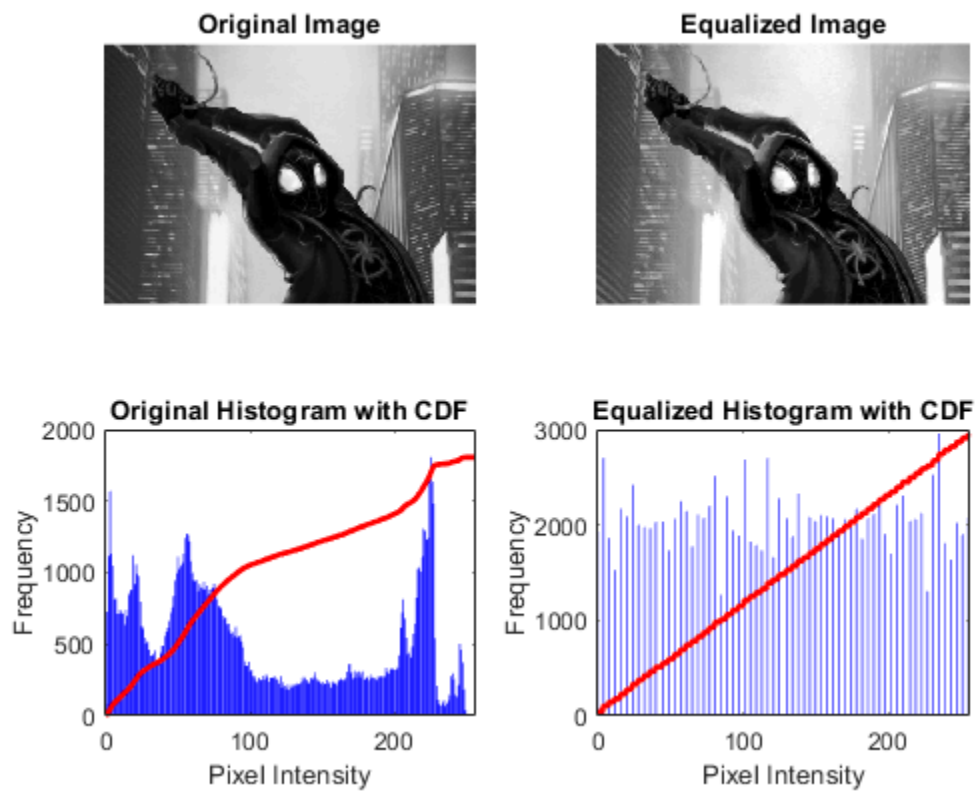 Original Image
Equalized Image
Original Histogram with CDF
2000
1500
1000
500
0
Frequency
0 100 200
Pixel Intensity
Equalized Histogram with CDF
3000
2000
1000
0
Frequency
0 100 200
Pixel Intensity